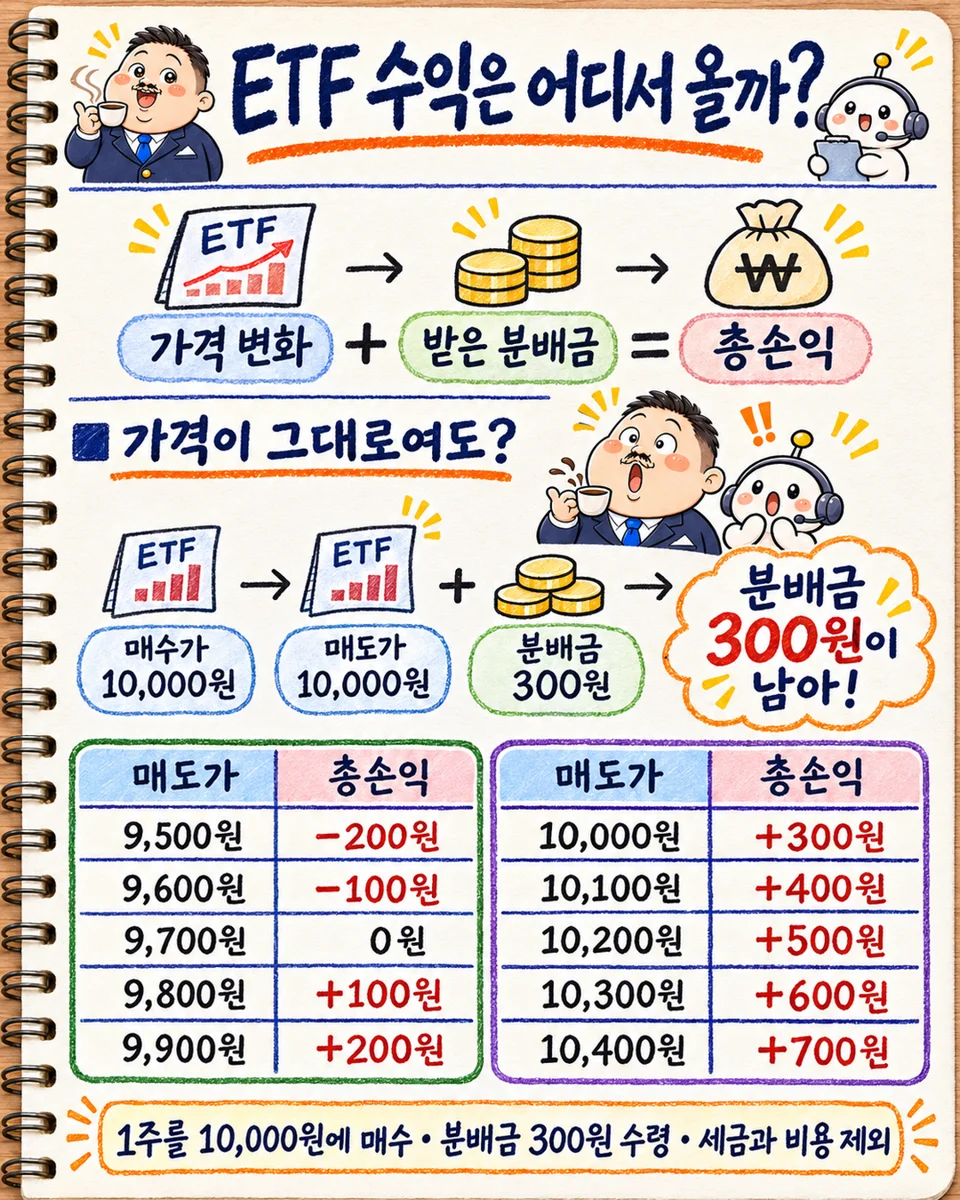 ETF 수익은 어디서 올까?
ETF
₩
가격 변화 + 받은 분배금 = 총손익
가격이 그대로여도?
!!
ETF
ETF
+
매수가
10,000원
매도가
10,000원
분배금
300원
분배금
300원이
남아!
매도가 총손익
9,500원 -200원
9,600원 -100원
9,700원 0원
9,800원 +100원
9,900원 +200원
매도가 총손익
10,000원 +300원
10,100원 +400원
10,200원 +500원
10,300원 +600원
10,400원 +700원
1주를 10,000원에 매수 · 분배금 300원 수령 · 세금과 비용 제외